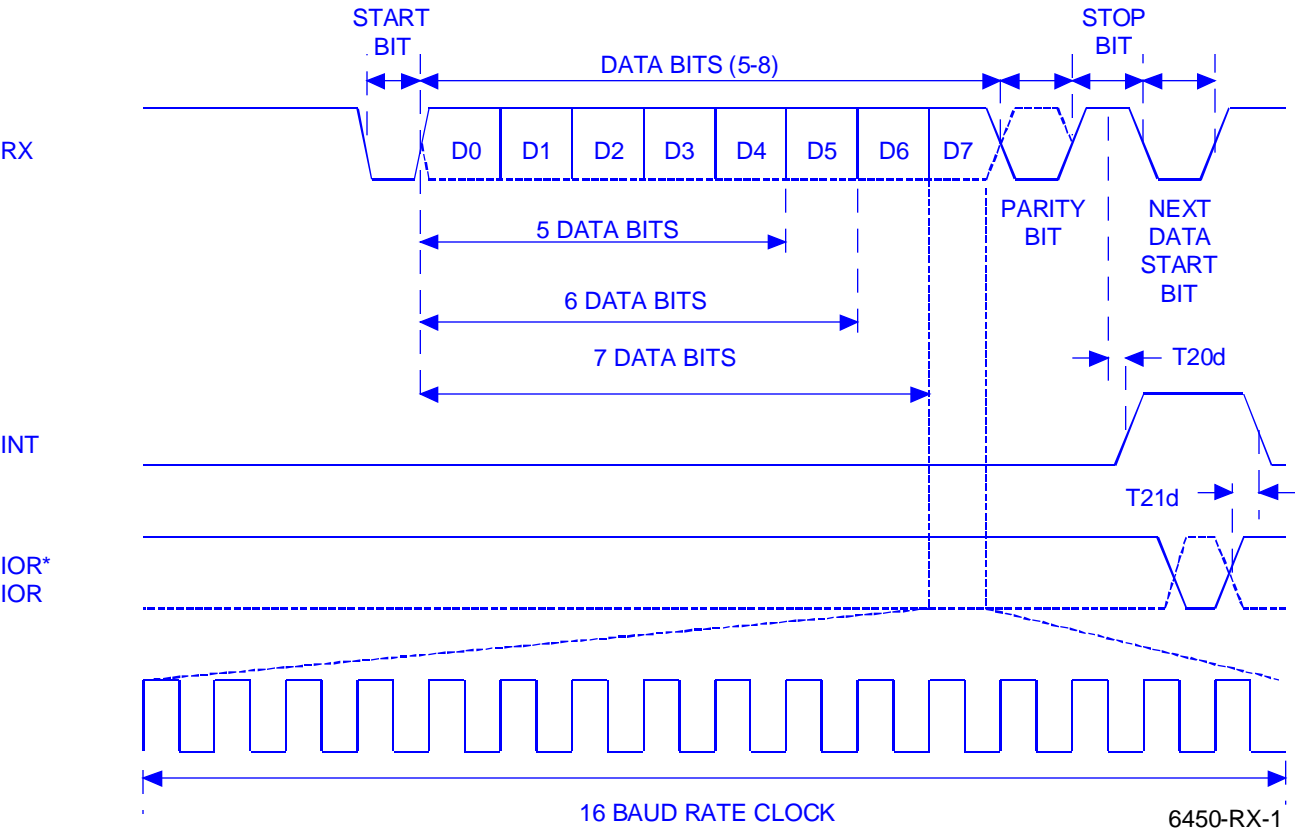 START
BIT
STOP
BIT
DATA BITS (5-8)
RX
D0 D1 D2 D3 D4 D5 D6 D7
PARITY
BIT
NEXT
DATA
START
BIT
5 DATA BITS
6 DATA BITS
7 DATA BITS
T20d
INT
T21d
IOR*
IOR
16 BAUD RATE CLOCK
6450-RX-1